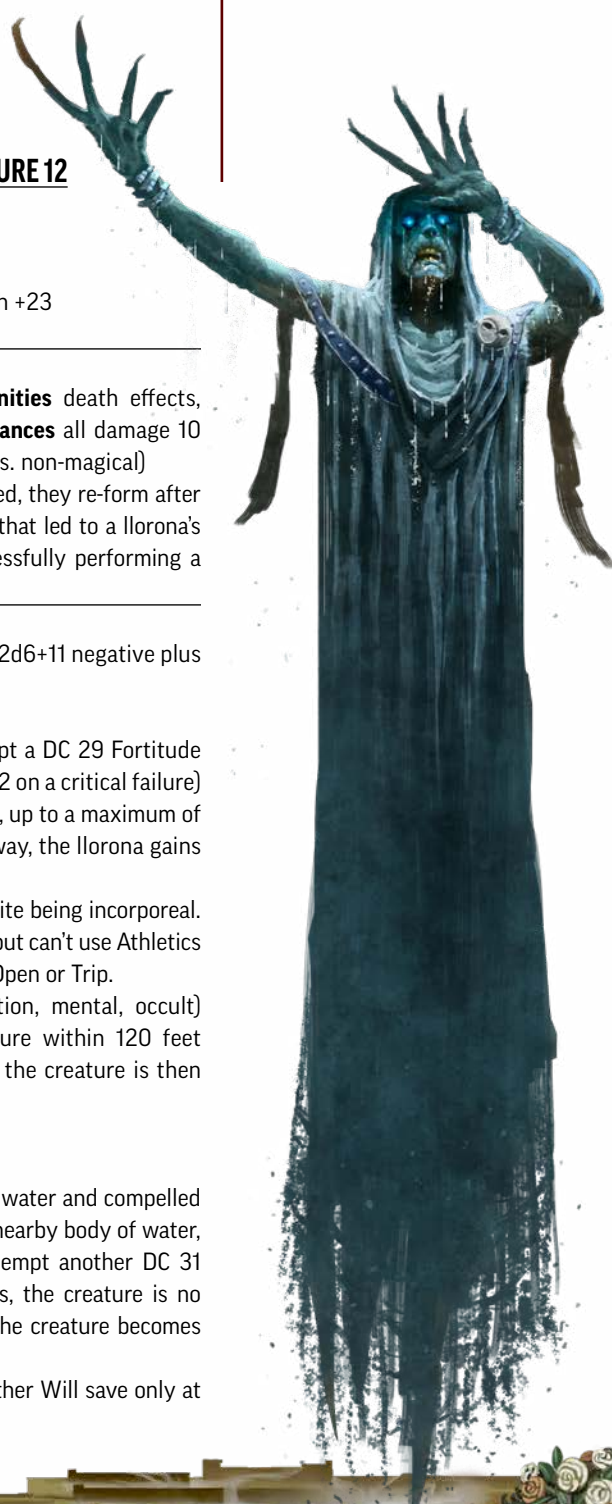 URE 12
n +23
nities death effects,
ances all damage 10
s. non-magical)
ed, they re-form after
that led to a llorona's
essfully performing a
2d6+11 negative plus
pt a DC 29 Fortitude
2 on a critical failure)
, up to a maximum of
way, the llorona gains
ite being incorporeal.
but can't use Athletics
Open or Trip.
tion, mental, occult)
ure within 120 feet
the creature is then
water and compelled
nearby body of water,
empt another DC 31
s, the creature is no
he creature becomes
ther Will save only at